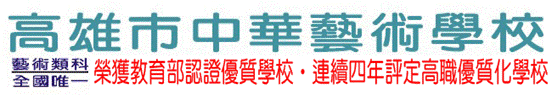 高雄市中華藝術學校
藝術類科
全國唯一
榮獲教育部認證優質學校・連續四年評定高職優質化學校